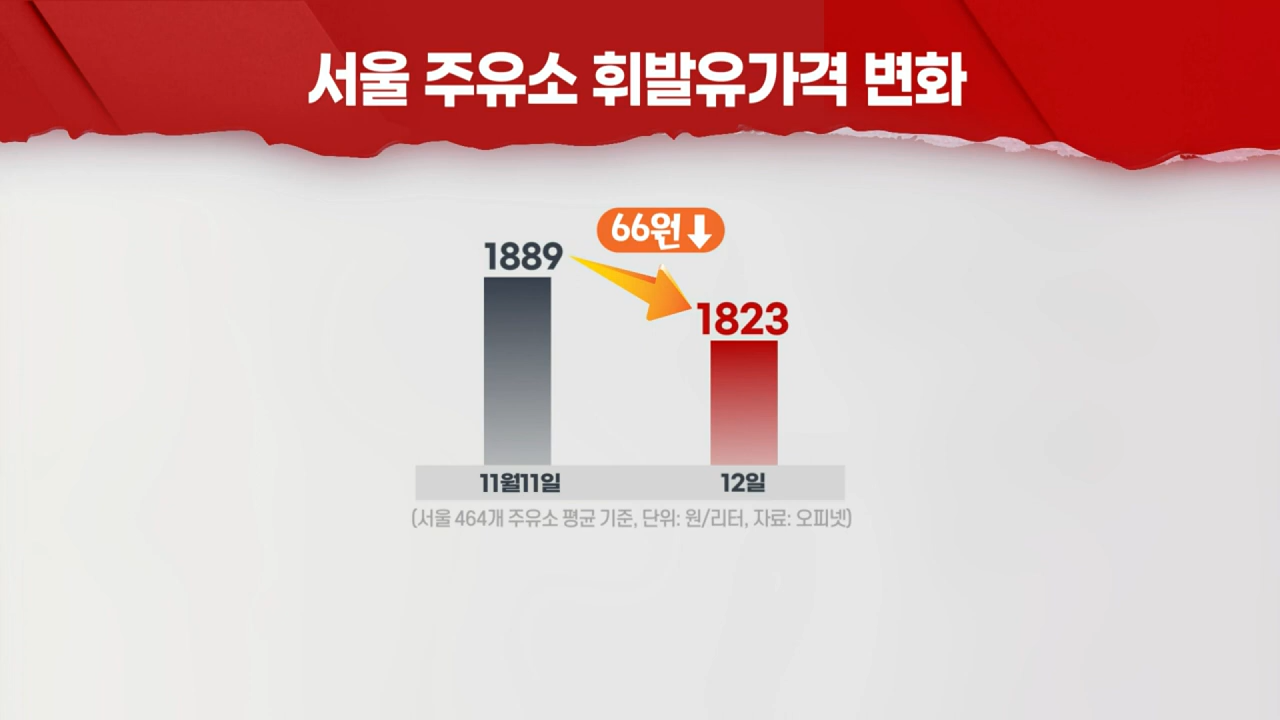 서울 주유소 휘발유가격 변화
66원
1889
1823
11월11일
12일
(서울 464개 주유소 평균 기준, 단위: 원/리터, 자료: 오피넷)